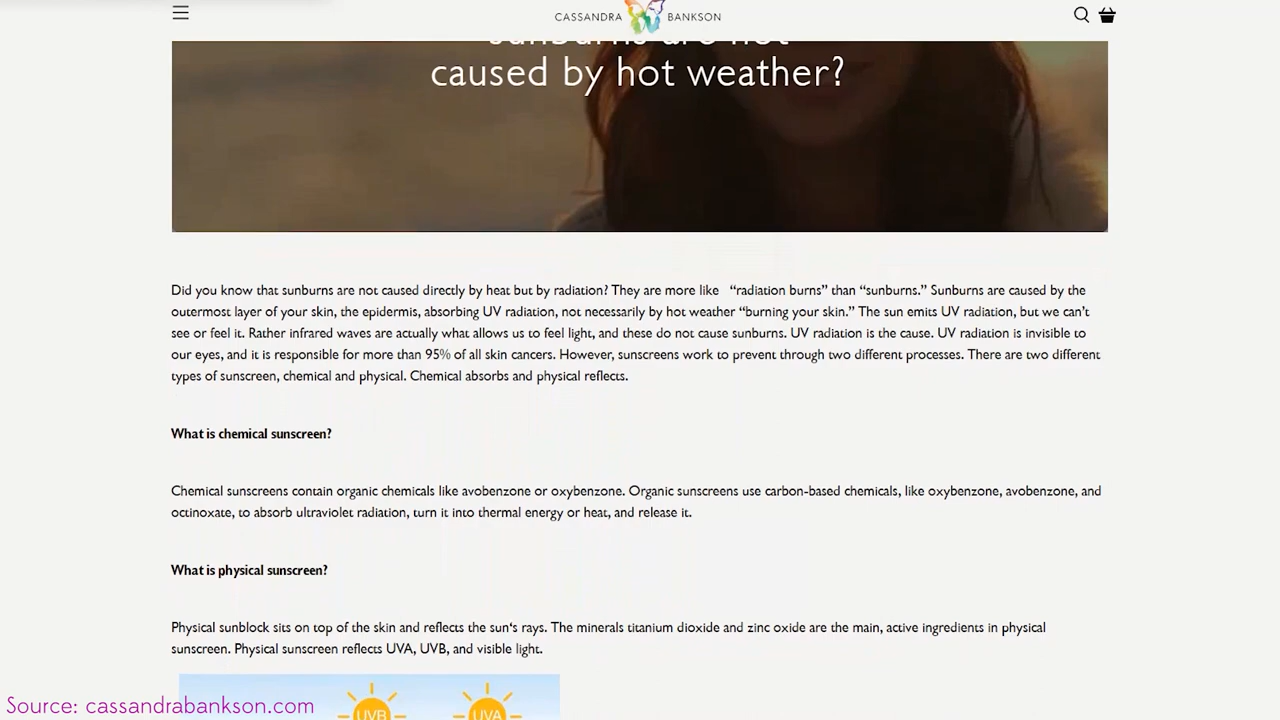 CASSANDRA BANKSON
sunburns are not
caused by hot weather?
Did you know that sunburns are not caused directly by heat but by radiation? They are more like “radiation burns” than “sunburns.” Sunburns are caused by the
outermost layer of your skin, the epidermis, absorbing UV radiation, not necessarily by hot weather “burning your skin.” The sun emits UV radiation, but we can’t
see or feel it. Rather infrared waves are actually what allows us to feel light, and these do not cause sunburns. UV radiation is the cause. UV radiation is invisible to
our eyes, and it is responsible for more than 95% of all skin cancers. However, sunscreens work to prevent through two different processes. There are two different
types of sunscreen, chemical and physical. Chemical absorbs and physical reflects.
What is chemical sunscreen?
Chemical sunscreens contain organic chemicals like avobenzone or oxybenzone. Organic sunscreens use carbon-based chemicals, like oxybenzone, avobenzone, and
octinoxate, to absorb ultraviolet radiation, turn it into thermal energy or heat, and release it.
What is physical sunscreen?
Physical sunblock sits on top of the skin and reflects the sun‘s rays. The minerals titanium dioxide and zinc oxide are the main, active ingredients in physical
sunscreen. Physical sunscreen reflects UVA, UVB, and visible light.
UVB UVA
Source: cassandrabankson.com